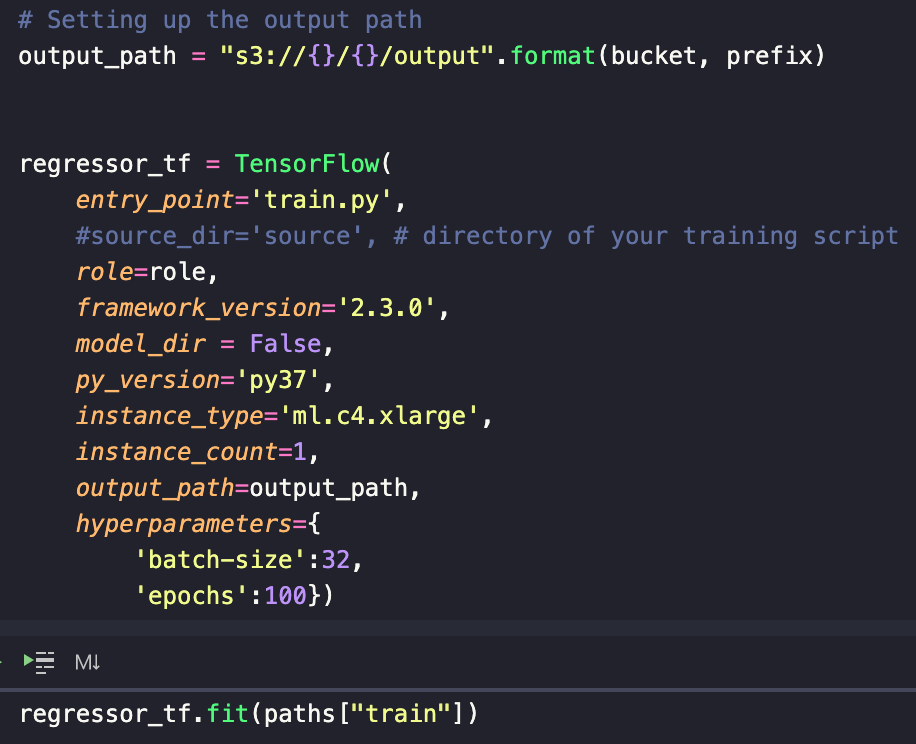 # Setting up the output path
output_path = "s3://{}/{}/output".format(bucket, prefix)
regressor_tf = TensorFlow(
entry_point='train.py',
#source_dir='source', # directory of your training script
role=role,
framework_version='2.3.0',
model_dir = False,
py_version='py37',
instance_type='ml.c4.xlarge',
instance_count=1,
output_path=output_path,
hyperparameters={
'batch-size':32,
'epochs':100})
M↓
regressor_tf.fit(paths["train"])